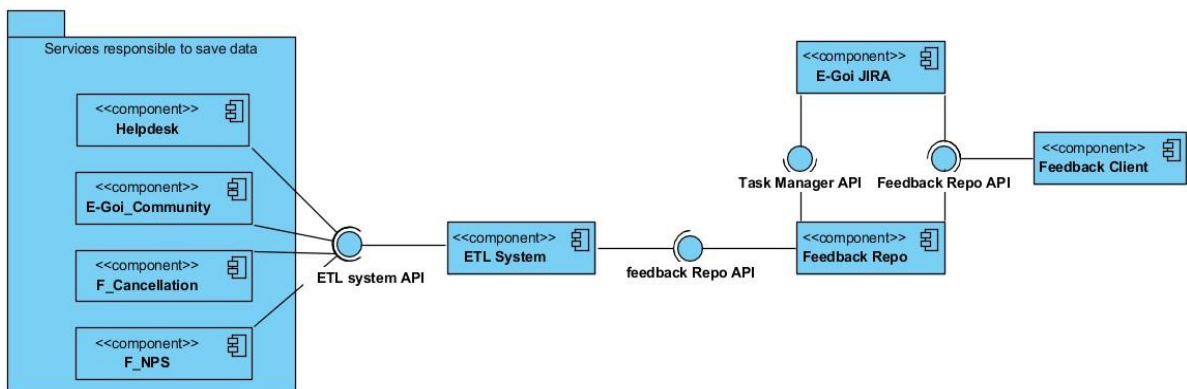 Services responsible to save data
<<component>>
Helpdesk
<<component>>
E-Goi_Community
<<component>>
F_Cancellation
<<component>>
F_NPS
ETL system API
<<component>>
ETL System
feedback Repo API
<<component>>
E-Goi JIRA
Task Manager API
Feedback Repo API
<<component>>
Feedback Repo
<<component>>
Feedback Client